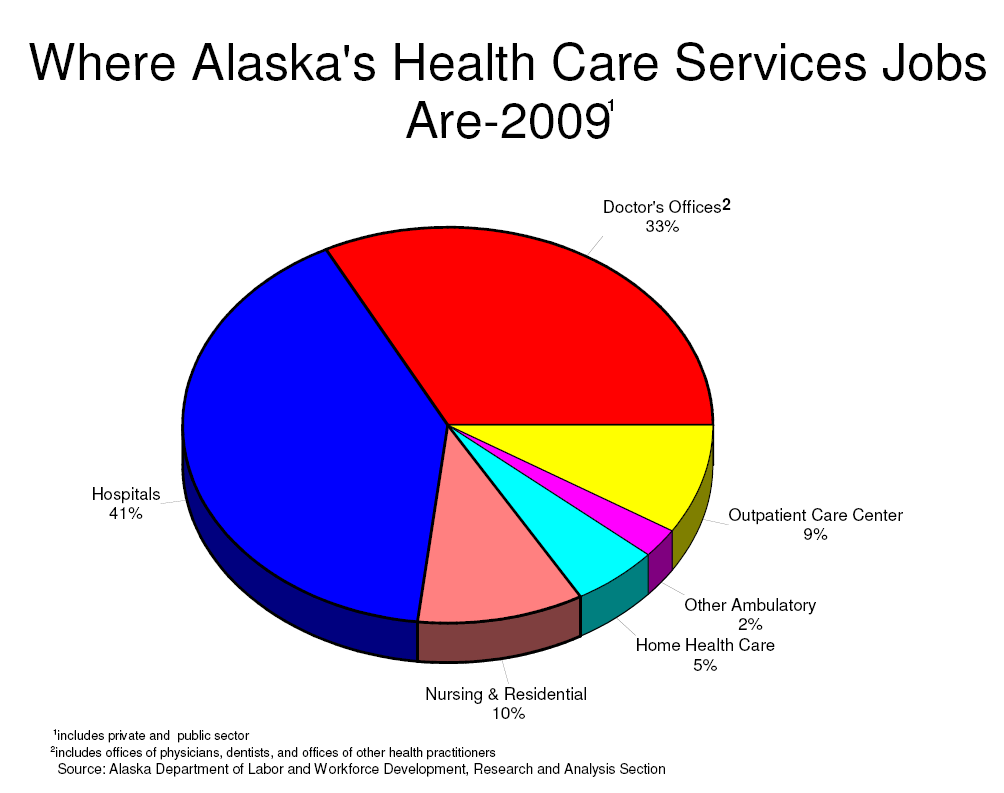 Where Alaska's Health Care Services Jobs
Are-2009¹
Doctor's Offices²
33%
Hospitals
41%
Outpatient Care Center
9%
Other Ambulatory
2%
Home Health Care
5%
Nursing & Residential
10%
¹includes private and public sector
²includes offices of physicians, dentists, and offices of other health practitioners
Source: Alaska Department of Labor and Workforce Development, Research and Analysis Section